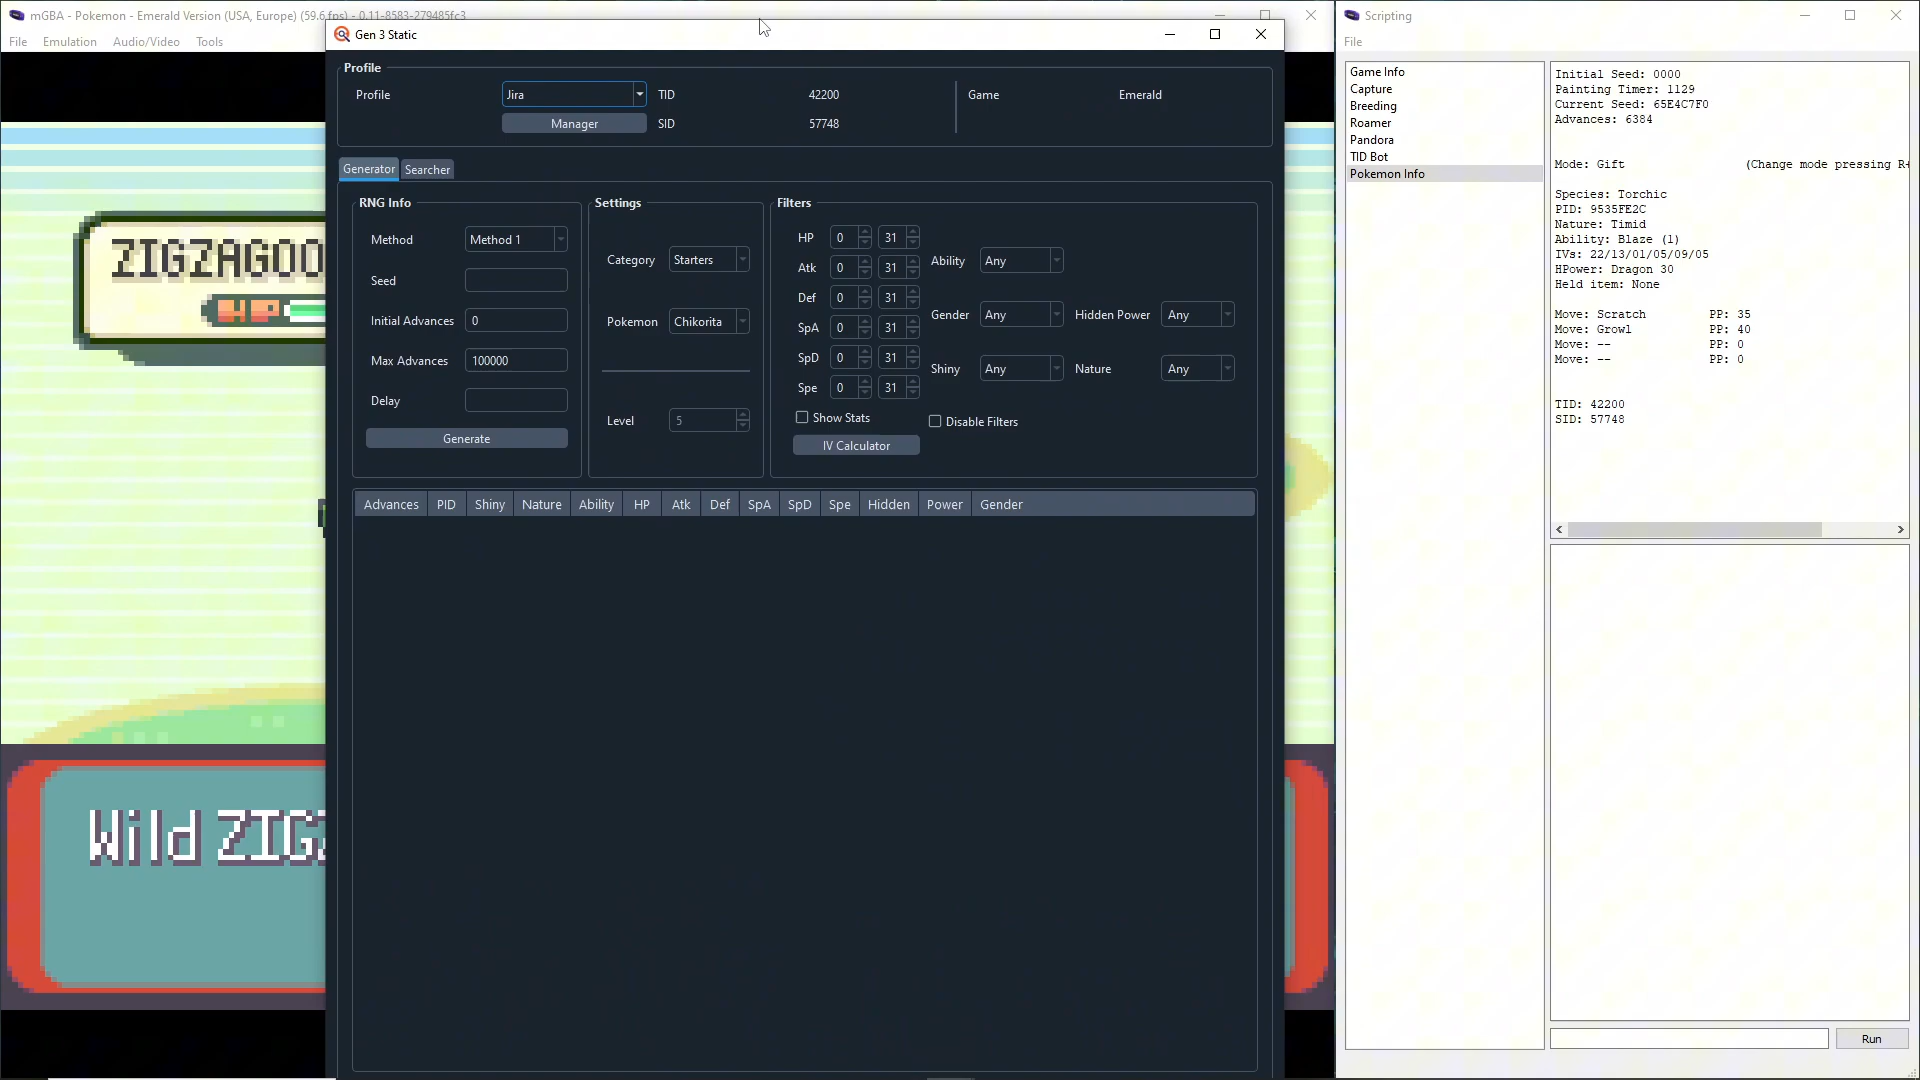 mGBA - Pokemon - Emerald Version (USA, Europe) (59.6 fps) - 0.11-8583-279485fc3
File Emulation Audio/Video Tools
ZIGZAGOO
HP
Wild ZIG
Gen 3 Static
Profile
Profile Jira TID 42200 Game Emerald
Manager SID 57748
Generator Searcher
RNG Info
Method Method 1
Seed
Initial Advances 0
Max Advances 100000
Delay
Generate
Settings
Category Starters
Pokemon Chikorita
Level 5
Filters
HP 0 31
Atk 0 31
Def 0 31
SpA 0 31
SpD 0 31
Spe 0 31
Show Stats
IV Calculator
Ability Any
Gender Any Hidden Power Any
Shiny Any Nature Any
Disable Filters
Advances PID Shiny Nature Ability HP Atk Def SpA SpD Spe Hidden Power Gender
Scripting
File
Game Info
Capture
Breeding
Roamer
Pandora
TID Bot
Pokemon Info
Initial Seed: 0000
Painting Timer: 1129
Current Seed: 65E4C7F0
Advances: 6384
Mode: Gift (Change mode pressing R+
Species: Torchic
PID: 9535FE2C
Nature: Timid
Ability: Blaze (1)
IVs: 22/13/01/05/09/05
HPower: Dragon 30
Held item: None
Move: Scratch PP: 35
Move: Growl PP: 40
Move: -- PP: 0
Move: -- PP: 0
TID: 42200
SID: 57748
Run